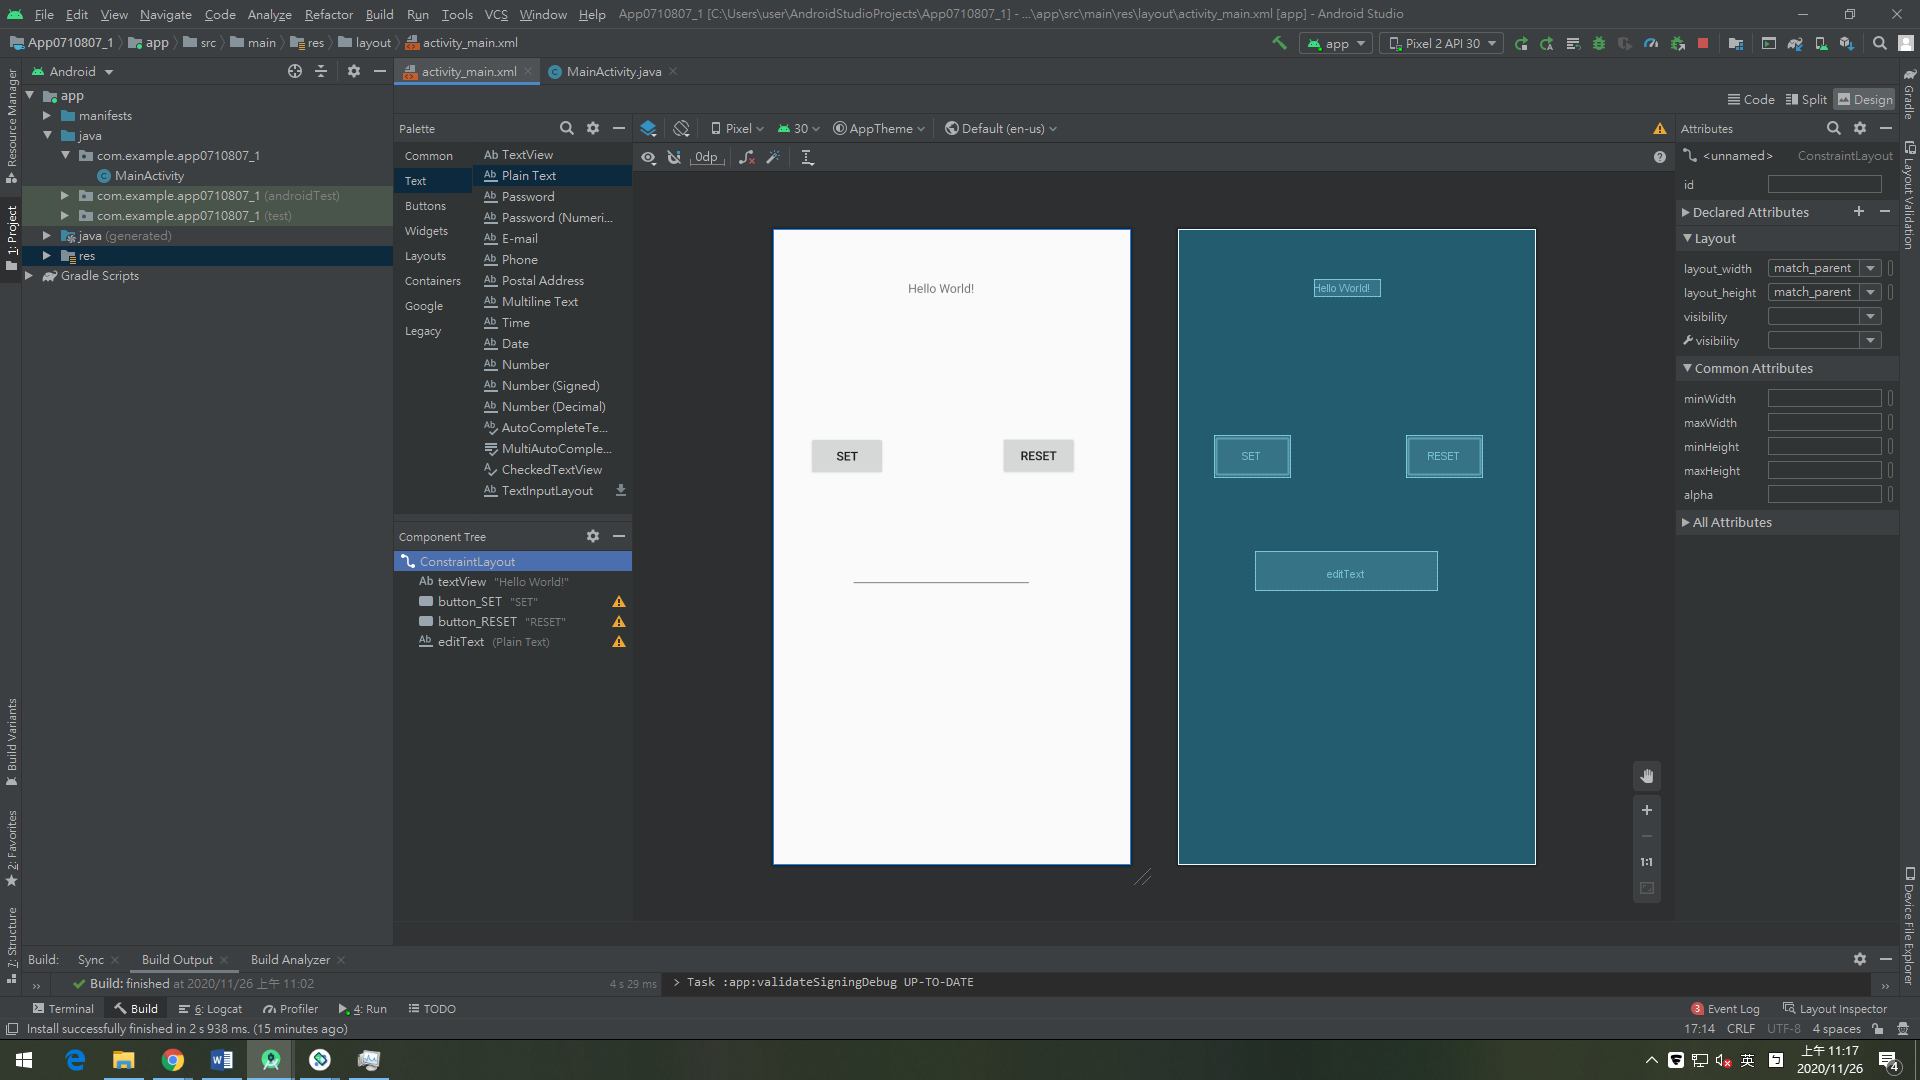 File Edit View Navigate Code Analyze Refactor Build Run Tools VCS Window Help App0710807_1 [C:\Users\user\AndroidStudioProjects\App0710807_1] - ...\app\src\main\res\layout\activity_main.xml [app] - Android Studio
App0710807_1 app src main res layout activity_main.xml
app Pixel 2 API 30
Android
activity_main.xml MainActivity.java
Resource Manager
1: Project
Build Variants
2: Favorites
7: Structure
app
manifests
java
com.example.app0710807_1
MainActivity
com.example.app0710807_1 (androidTest)
com.example.app0710807_1 (test)
java (generated)
res
Gradle Scripts
Code Split Design
Palette
Common
Text
Buttons
Widgets
Layouts
Containers
Google
Legacy
Ab TextView
Ab Plain Text
Ab Password
Ab Password (Numeri...
Ab E-mail
Ab Phone
Ab Postal Address
Ab Multiline Text
Ab Time
Ab Date
Ab Number
Ab Number (Signed)
Ab Number (Decimal)
AutoCompleteTe...
MultiAutoComple...
CheckedTextView
Ab TextInputLayout
Component Tree
ConstraintLayout
Ab textView "Hello World!"
button_SET "SET"
button_RESET "RESET"
Ab editText (Plain Text)
Pixel 30 AppTheme Default (en-us)
0dp
Hello World!
SET RESET
Hello World!
SET RESET
editText
1:1
Attributes
<unnamed> ConstraintLayout
id
Declared Attributes
Layout
layout_width match_parent
layout_height match_parent
visibility
visibility
Common Attributes
minWidth
maxWidth
minHeight
maxHeight
alpha
All Attributes
Gradle
Layout Validation
Device File Explorer
Build: Sync Build Output Build Analyzer
Build: finished at 2020/11/26 上午 11:02 4 s 29 ms
> Task :app:validateSigningDebug UP-TO-DATE
Terminal Build 6: Logcat Profiler 4: Run TODO
3 Event Log Layout Inspector
Install successfully finished in 2 s 938 ms. (15 minutes ago)
17:14 CRLF UTF-8 4 spaces
英
上午 11:17
2020/11/26
4